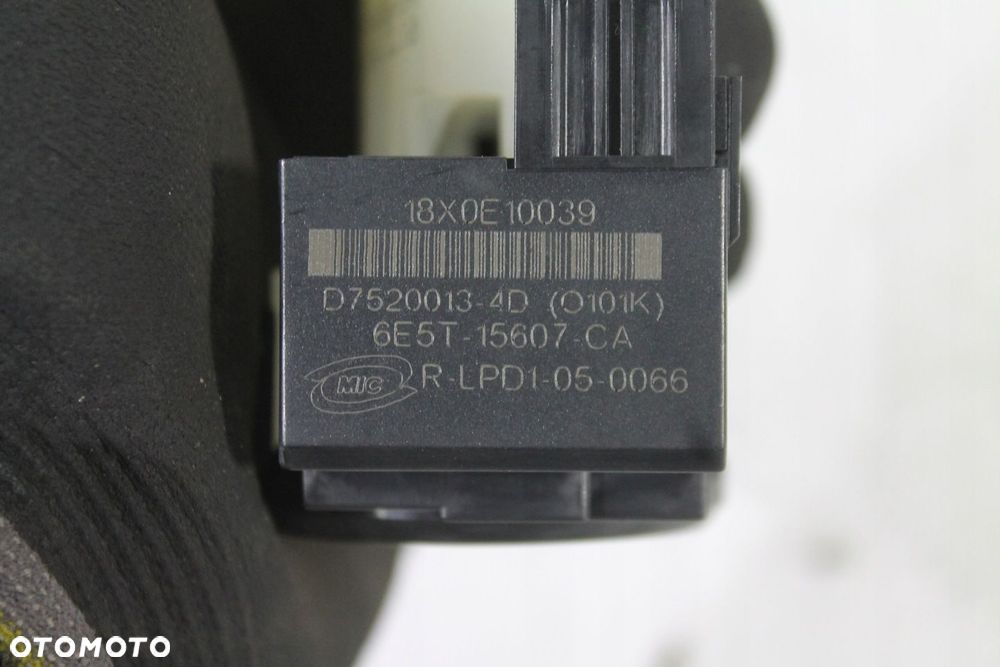 18X0E10039
D7520013-4D (O101K)
6E5T-15607-CA
MIC R-LPD1-05-0066
OTOMOTO